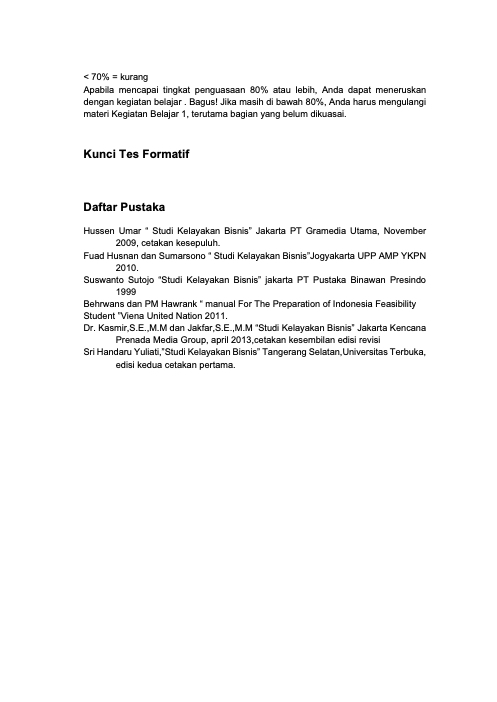 < 70% = kurang
Apabila mencapai tingkat penguasaan 80% atau lebih, Anda dapat meneruskan
dengan kegiatan belajar . Bagus! Jika masih di bawah 80%, Anda harus mengulangi
materi Kegiatan Belajar 1, terutama bagian yang belum dikuasai.
Kunci Tes Formatif
Daftar Pustaka
Hussen Umar “ Studi Kelayakan Bisnis” Jakarta PT Gramedia Utama, November
2009, cetakan kesepuluh.
Fuad Husnan dan Sumarsono “ Studi Kelayakan Bisnis”Jogyakarta UPP AMP YKPN
2010.
Suswanto Sutojo “Studi Kelayakan Bisnis” jakarta PT Pustaka Binawan Presindo
1999
Behrwans dan PM Hawrank “ manual For The Preparation of Indonesia Feasibility
Student ”Viena United Nation 2011.
Dr. Kasmir,S.E.,M.M dan Jakfar,S.E.,M.M “Studi Kelayakan Bisnis” Jakarta Kencana
Prenada Media Group, april 2013,cetakan kesembilan edisi revisi
Sri Handaru Yuliati,”Studi Kelayakan Bisnis” Tangerang Selatan,Universitas Terbuka,
edisi kedua cetakan pertama.